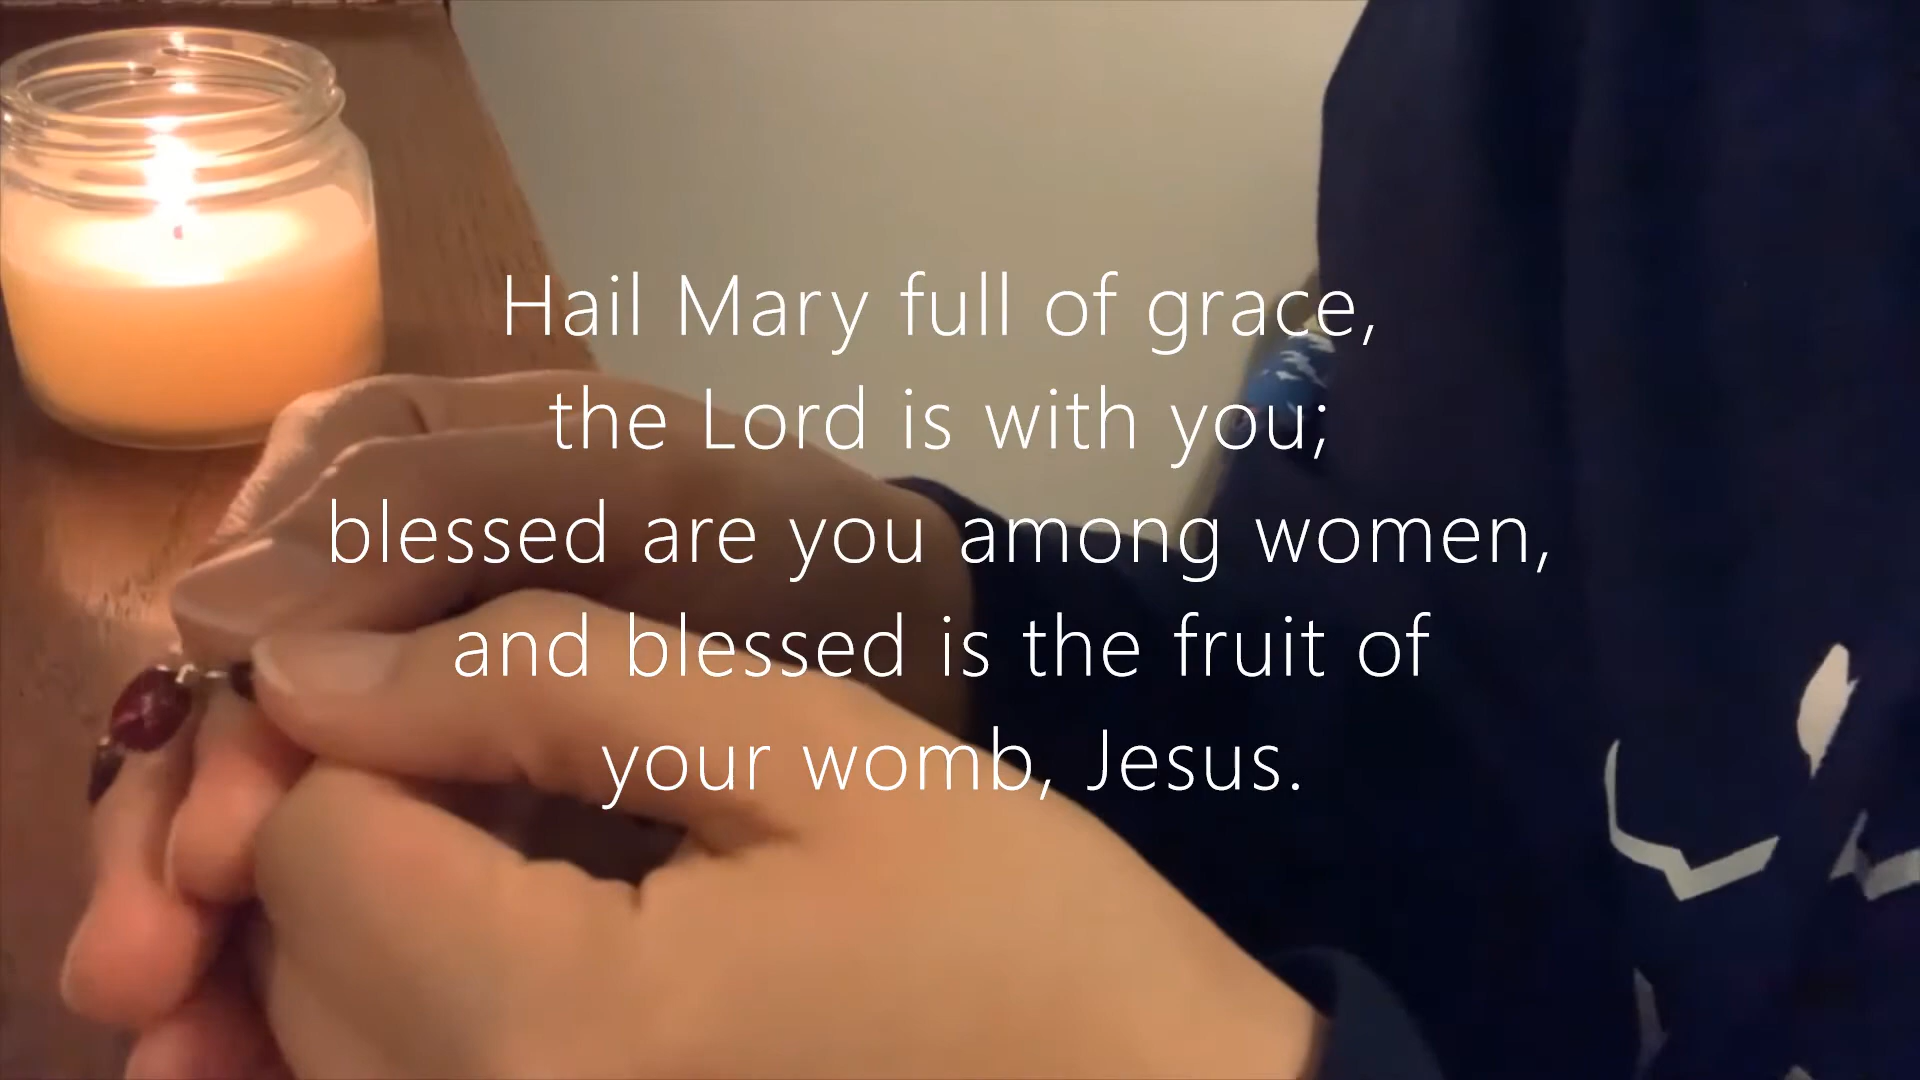 Hail Mary full of grace,
the Lord is with you;
blessed are you among women,
and blessed is the fruit of
your womb, Jesus.